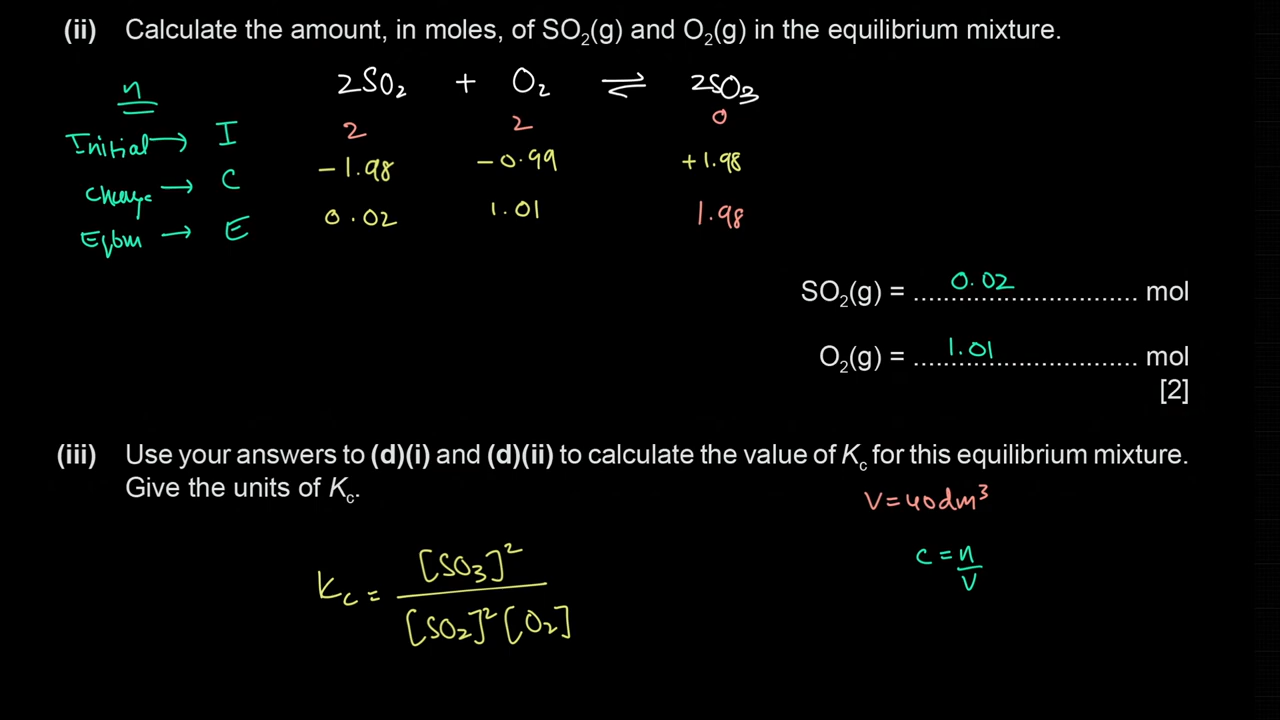 (ii) Calculate the amount, in moles, of SO₂(g) and O₂(g) in the equilibrium mixture.
n 2SO₂ + O₂ ⇌ 2SO₃
Initial → I 2 2 0
Change → C −1.98 −0.99 +1.98
Eqbm → E 0.02 1.01 1.98
SO₂(g) = 0.02 mol
O₂(g) = 1.01 mol
[2]
(iii) Use your answers to (d)(i) and (d)(ii) to calculate the value of Kc for this equilibrium mixture.
Give the units of Kc.
V = 40dm³
c = n/V
Kc = [SO₃]² / [SO₂]² [O₂]